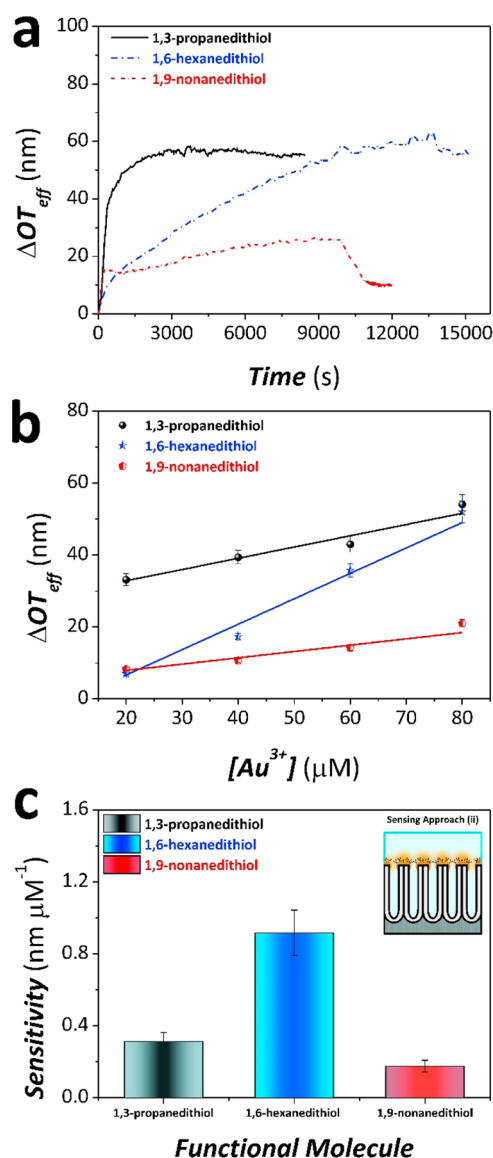 a
1,3-propanedithiol
1,6-hexanedithiol
1,9-nonanedithiol
100
80
60
40
20
0
ΔOTeff (nm)
0 3000 6000 9000 12000 15000
Time (s)
b
1,3-propanedithiol
1,6-hexanedithiol
1,9-nonanedithiol
80
60
40
20
0
ΔOTeff (nm)
20 30 40 50 60 70 80
[Au3+] (μM)
c
1,3-propanedithiol
1,6-hexanedithiol
1,9-nonanedithiol
Sensing Approach (ii)
1.6
1.2
0.8
0.4
0.0
Sensitivity (nm μM-1)
1,3-propanedithiol 1,6-hexanedithiol 1,9-nonanedithiol
Functional Molecule